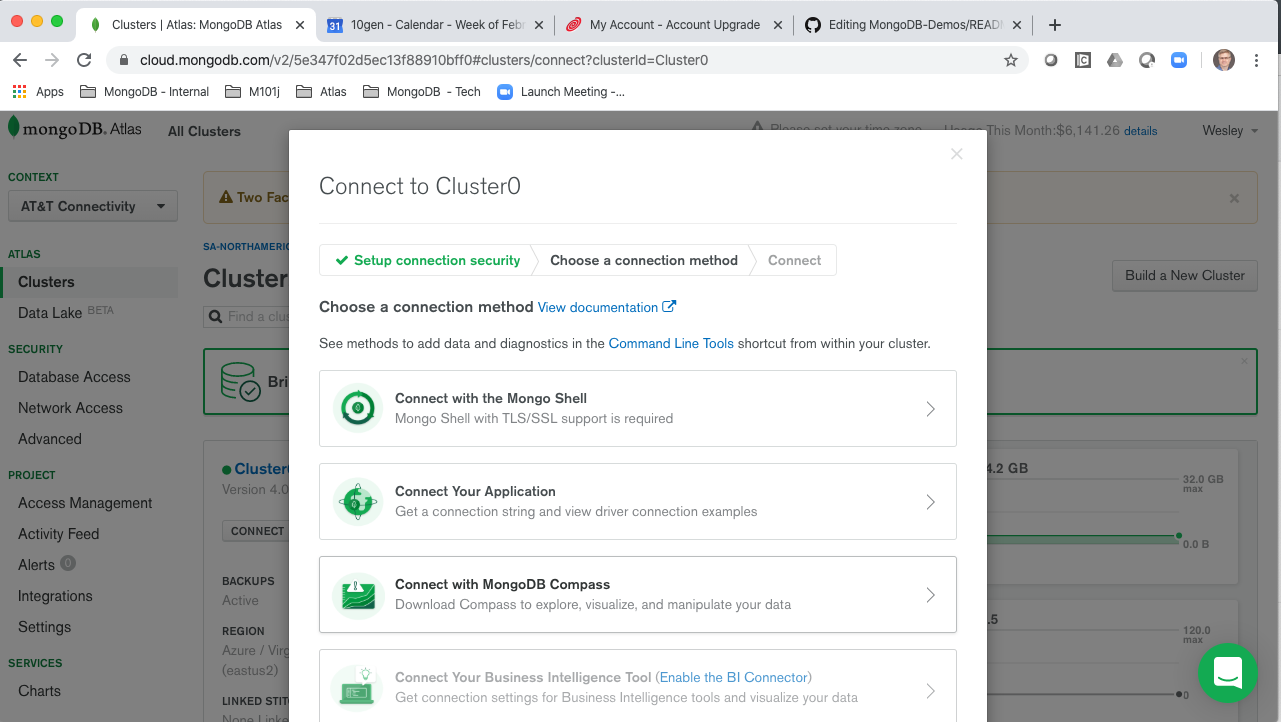 Clusters | Atlas: MongoDB Atlas
10gen - Calendar - Week of Febr
My Account - Account Upgrade
Editing MongoDB-Demos/READM
31
cloud.mongodb.com/v2/5e347f02d5ec13f88910bff0#clusters/connect?clusterId=Cluster0
Apps
MongoDB - Internal
M101j
Atlas
MongoDB - Tech
Launch Meeting -...
mongoDB. Atlas
All Clusters
Please set your time zone
Usage This Month:$6,141.26 details
Wesley
CONTEXT
AT&T Connectivity
ATLAS
Clusters
Data Lake BETA
SECURITY
Database Access
Network Access
Advanced
PROJECT
Access Management
Activity Feed
Alerts 0
Integrations
Settings
SERVICES
Charts
Two Fac
SA-NORTHAMERIC
Cluster
Build a New Cluster
Find a clus
Bri
Cluster0
Version 4.0
CONNECT
BACKUPS
Active
REGION
Azure / Virg
(eastus2)
LINKED STIT
None Linke
Connect to Cluster0
Setup connection security
Choose a connection method
Connect
Choose a connection method View documentation
See methods to add data and diagnostics in the Command Line Tools shortcut from within your cluster.
Connect with the Mongo Shell
Mongo Shell with TLS/SSL support is required
Connect Your Application
Get a connection string and view driver connection examples
Connect with MongoDB Compass
Download Compass to explore, visualize, and manipulate your data
Connect Your Business Intelligence Tool (Enable the BI Connector)
Get connection settings for Business Intelligence tools and visualize your data
4.2 GB
32.0 GB
max
0.0 B
.5
120.0
max
0